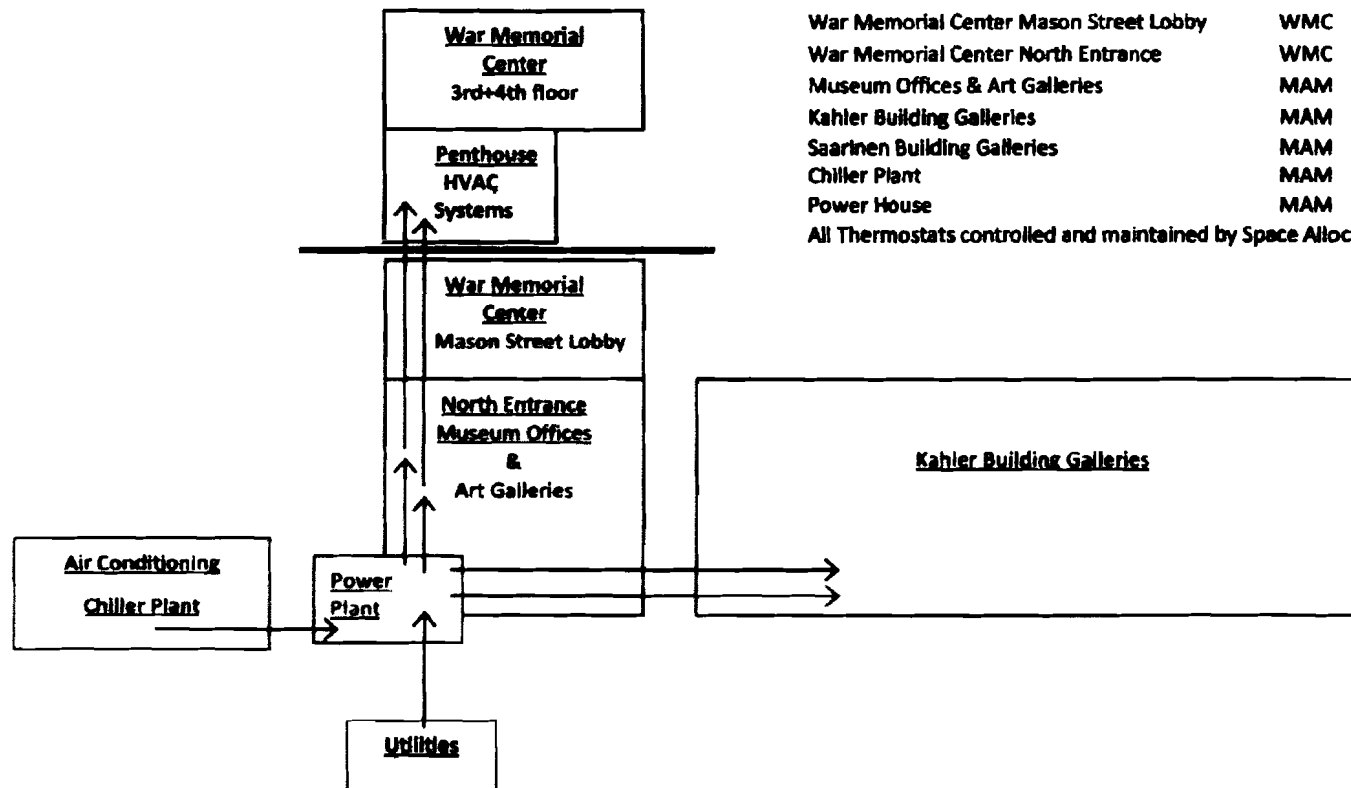 War Memorial
Center
3rd+4th floor
Penthouse
HVAC
Systems
War Memorial
Center
Mason Street Lobby
North Entrance
Museum Offices
&
Art Galleries
Power
Plant
Air Conditioning
Chiller Plant
Utilities
Kahler Building Galleries
War Memorial Center Mason Street Lobby WMC
War Memorial Center North Entrance WMC
Museum Offices & Art Galleries MAM
Kahler Building Galleries MAM
Saarinen Building Galleries MAM
Chiller Plant MAM
Power House MAM
All Thermostats controlled and maintained by Space Alloc